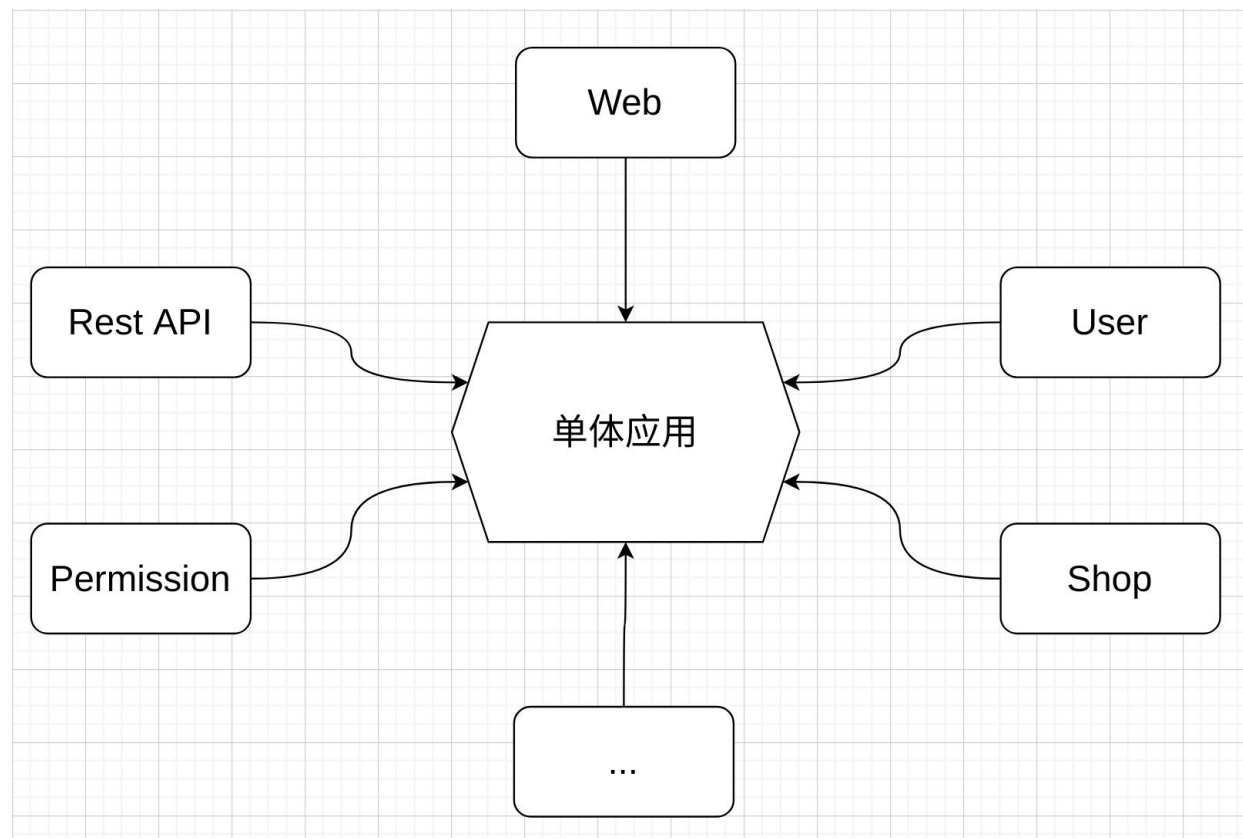 Web
Rest API
User
单体应用
Permission
Shop
...